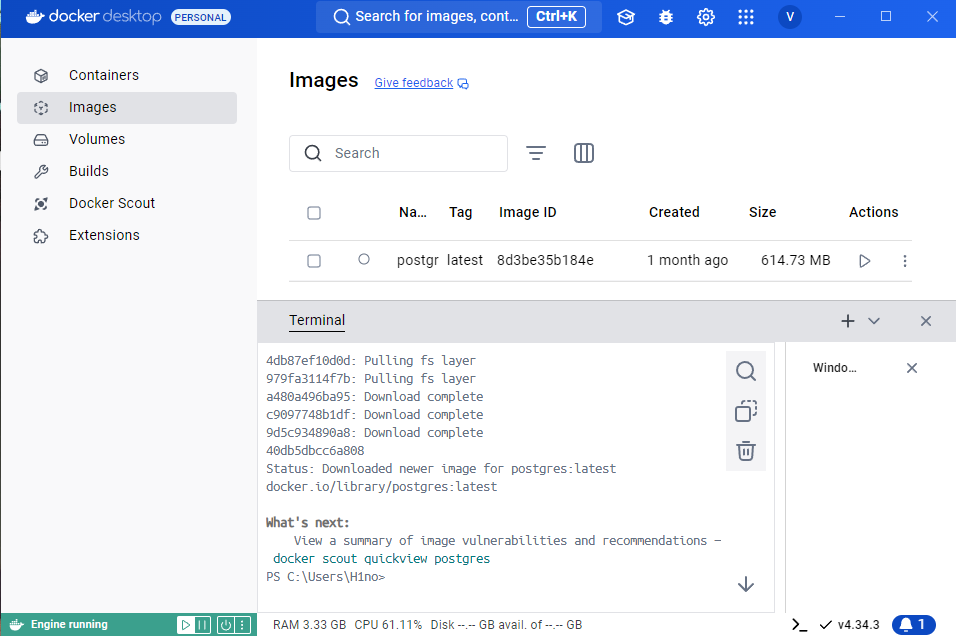 docker desktop PERSONAL Search for images, cont... Ctrl+K V
Containers
Images
Volumes
Builds
Docker Scout
Extensions
Images Give feedback
Search
Na... Tag Image ID Created Size Actions
postgr latest 8d3be35b184e 1 month ago 614.73 MB
Terminal
4db87ef10d0d: Pulling fs layer
979fa3114f7b: Pulling fs layer
a480a496ba95: Download complete
c9097748b1df: Download complete
9d5c934890a8: Download complete
40db5dbcc6a808
Status: Downloaded newer image for postgres:latest
docker.io/library/postgres:latest
What's next:
View a summary of image vulnerabilities and recommendations –
docker scout quickview postgres
PS C:\Users\H1no>
Windo...
Engine running RAM 3.33 GB CPU 61.11% Disk --.-- GB avail. of --.-- GB v4.34.3 1